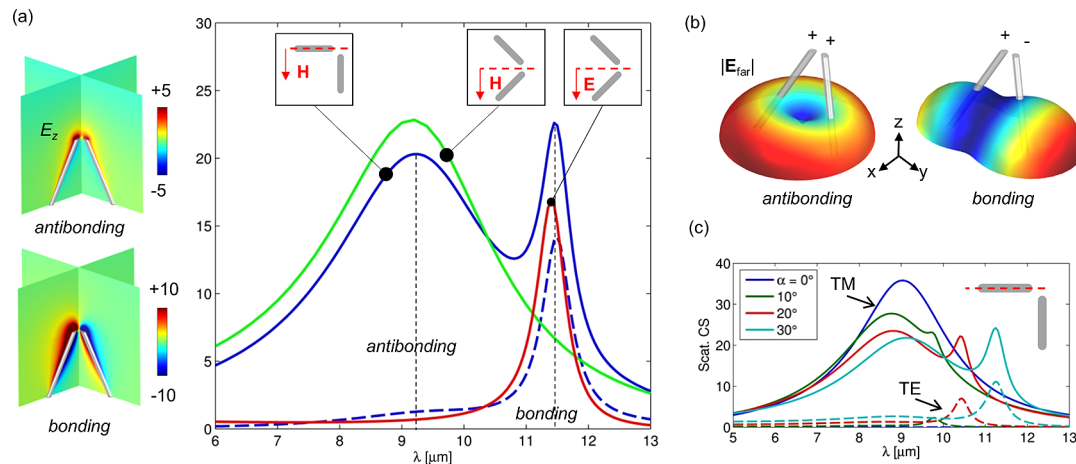 (a)
+5
E_z
-5
antibonding
+10
-10
bonding
30
25
20
15
10
5
0
H
H
E
antibonding
bonding
6 7 8 9 10 11 12 13
λ [μm]
(b)
+ +
+ -
|E_far|
z
x y
antibonding
bonding
(c)
Scat. CS
40
30
20
10
0
α = 0°
10°
20°
30°
TM
TE
5 6 7 8 9 10 11 12 13
λ [μm]